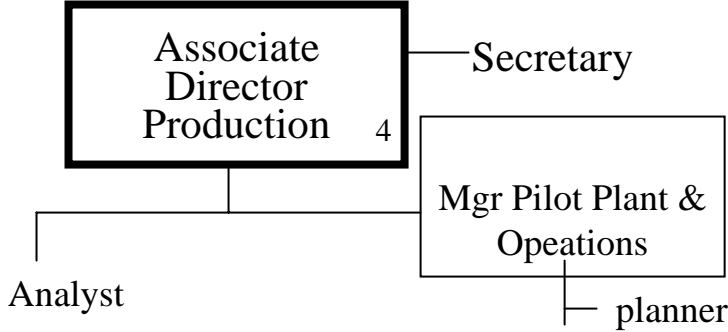 Associate
Director
Production 4
Secretary
Mgr Pilot Plant &
Opeations
Analyst
planner